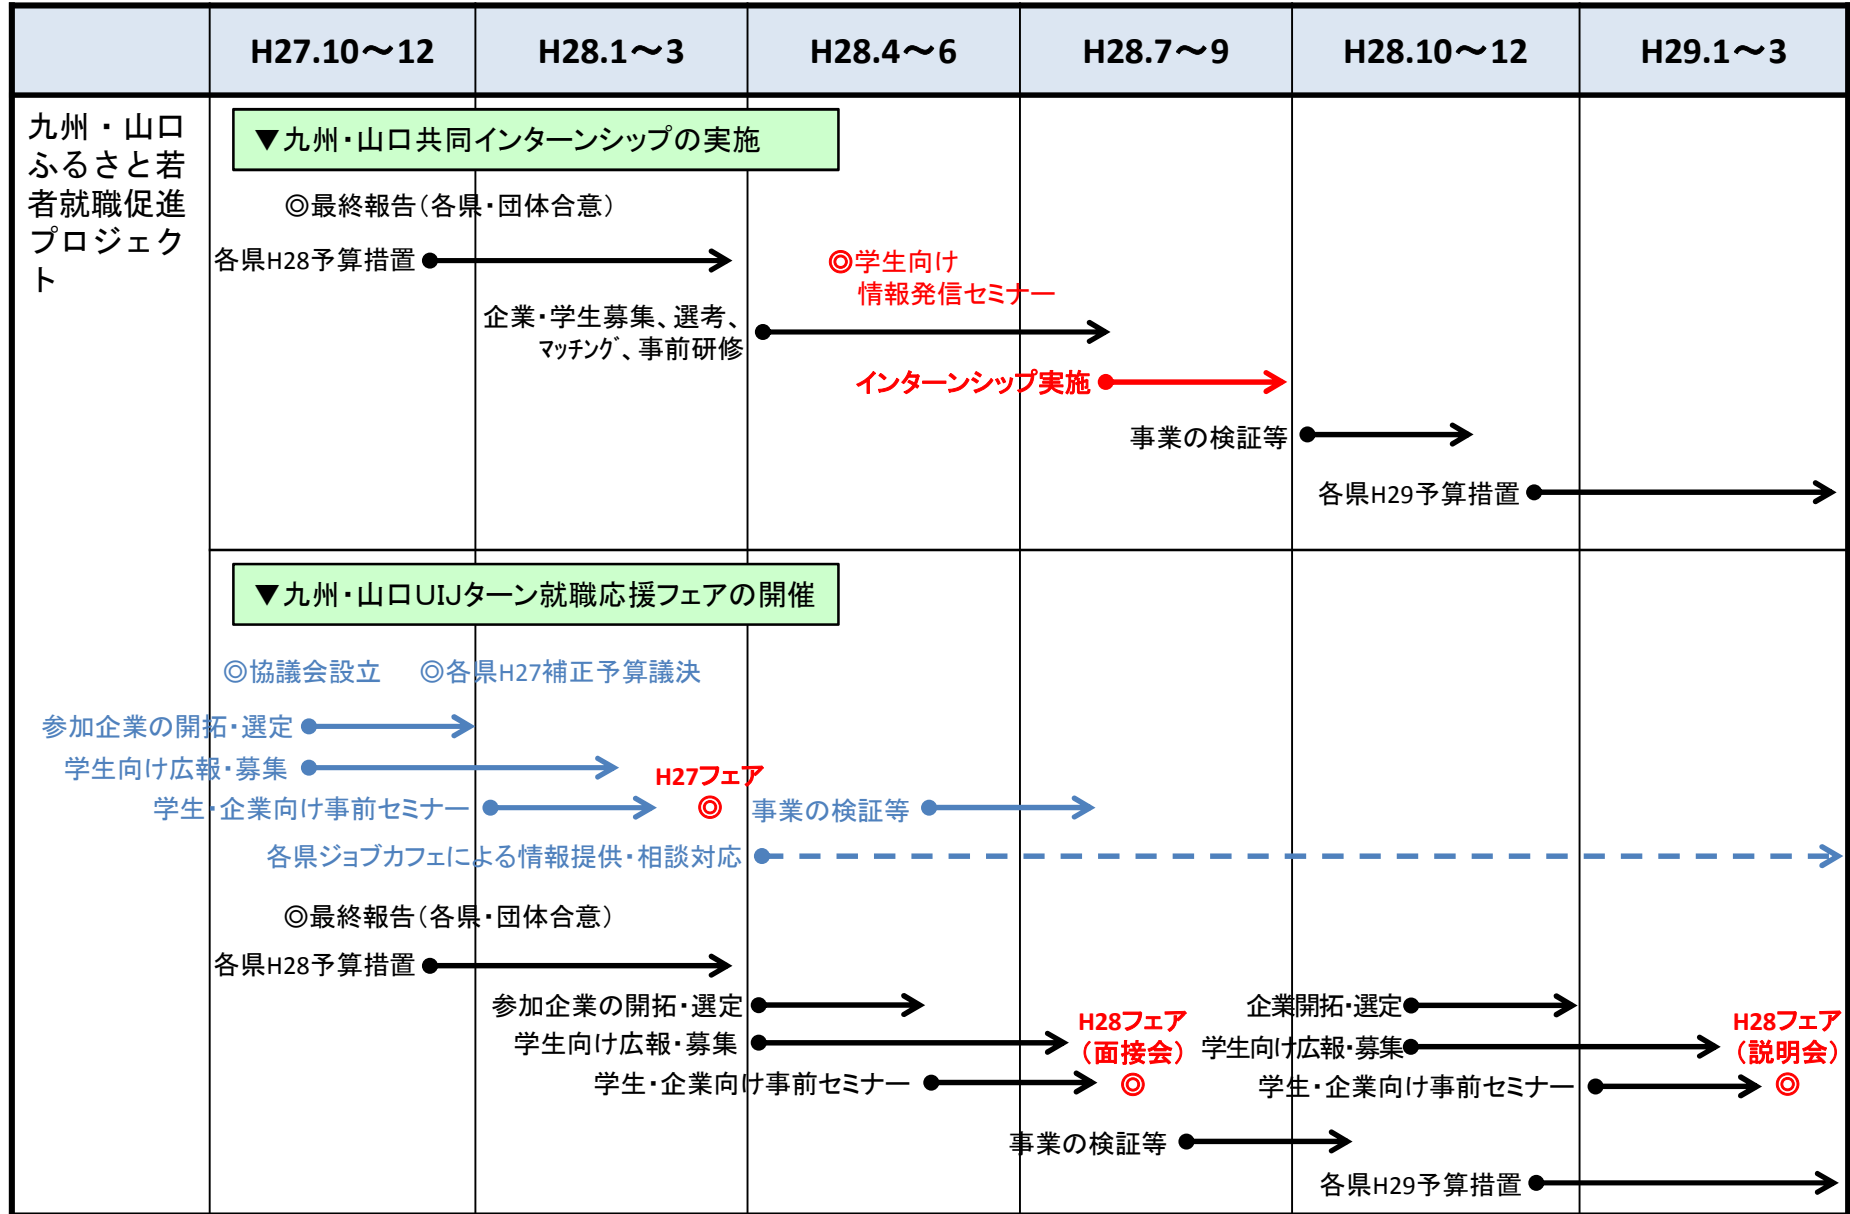 H27.10～12
H28.1～3
H28.4～6
H28.7～9
H28.10～12
H29.1～3
九州・山口
ふるさと若
者就職促進
プロジェク
ト
▼九州・山口共同インターンシップの実施
◎最終報告（各県・団体合意）
各県H28予算措置
◎学生向け
情報発信セミナー
企業・学生募集、選考、
ﾏｯﾁﾝｸﾞ、事前研修
インターンシップ実施
事業の検証等
各県H29予算措置
▼九州・山口UIJターン就職応援フェアの開催
◎協議会設立
◎各県H27補正予算議決
参加企業の開拓・選定
学生向け広報・募集
H27フェア
◎
学生・企業向け事前セミナー
事業の検証等
各県ジョブカフェによる情報提供・相談対応
◎最終報告（各県・団体合意）
各県H28予算措置
参加企業の開拓・選定
学生向け広報・募集
学生・企業向け事前セミナー
H28フェア
（面接会）
◎
企業開拓・選定
学生向け広報・募集
学生・企業向け事前セミナー
H28フェア
（説明会）
◎
事業の検証等
各県H29予算措置